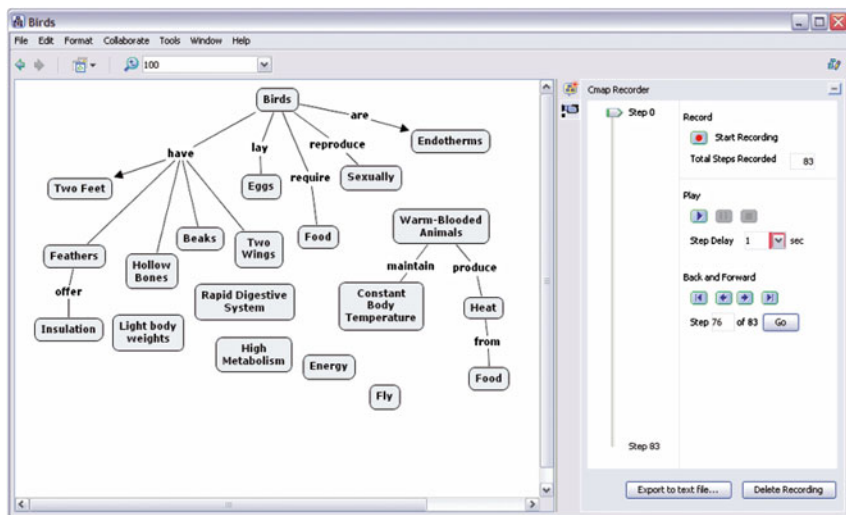 Birds
File Edit Format Collaborate Tools Window Help
100
Birds
are
Endotherms
have
lay
reproduce
require
Two Feet
Eggs
Sexually
Feathers
Hollow
Bones
Beaks
Two
Wings
Food
Warm-Blooded
Animals
offer
maintain
produce
Insulation
Light body
weights
Rapid Digestive
System
Constant
Body
Temperature
Heat
from
High
Metabolism
Energy
Food
Fly
Cmap Recorder
Step 0
Step 83
Record
Start Recording
Total Steps Recorded 83
Play
Step Delay 1 sec
Back and Forward
Step 76 of 83 Go
Export to text file... Delete Recording